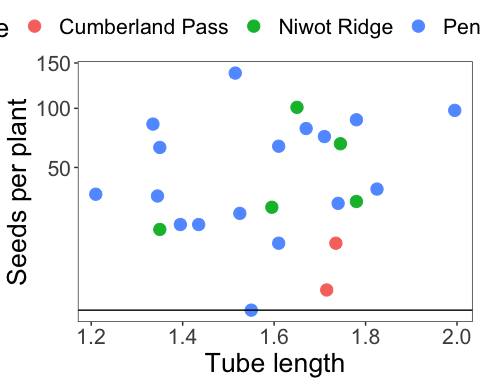 e Cumberland Pass Niwot Ridge Pen
150
100
50
Seeds per plant
1.2 1.4 1.6 1.8 2.0
Tube length